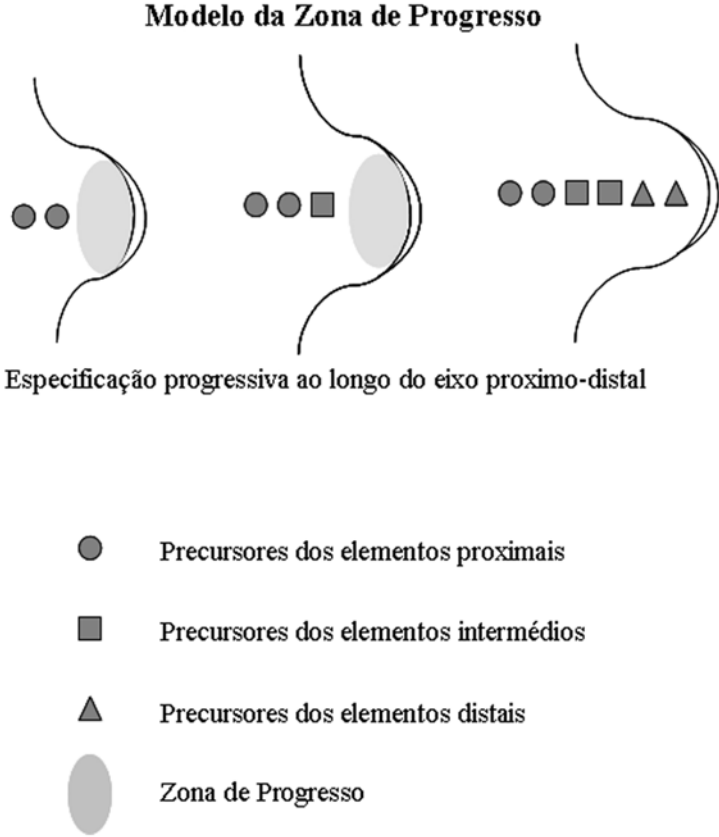 Modelo da Zona de Progresso
Especificação progressiva ao longo do eixo proximo-distal
Precursores dos elementos proximais
Precursores dos elementos intermédios
Precursores dos elementos distais
Zona de Progresso